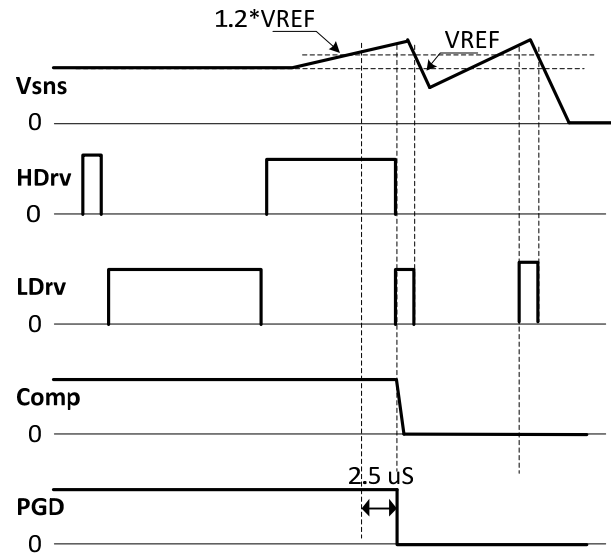 1.2*VREF
VREF
Vsns
0
HDrv
0
LDrv
0
Comp
0
2.5 uS
PGD
0